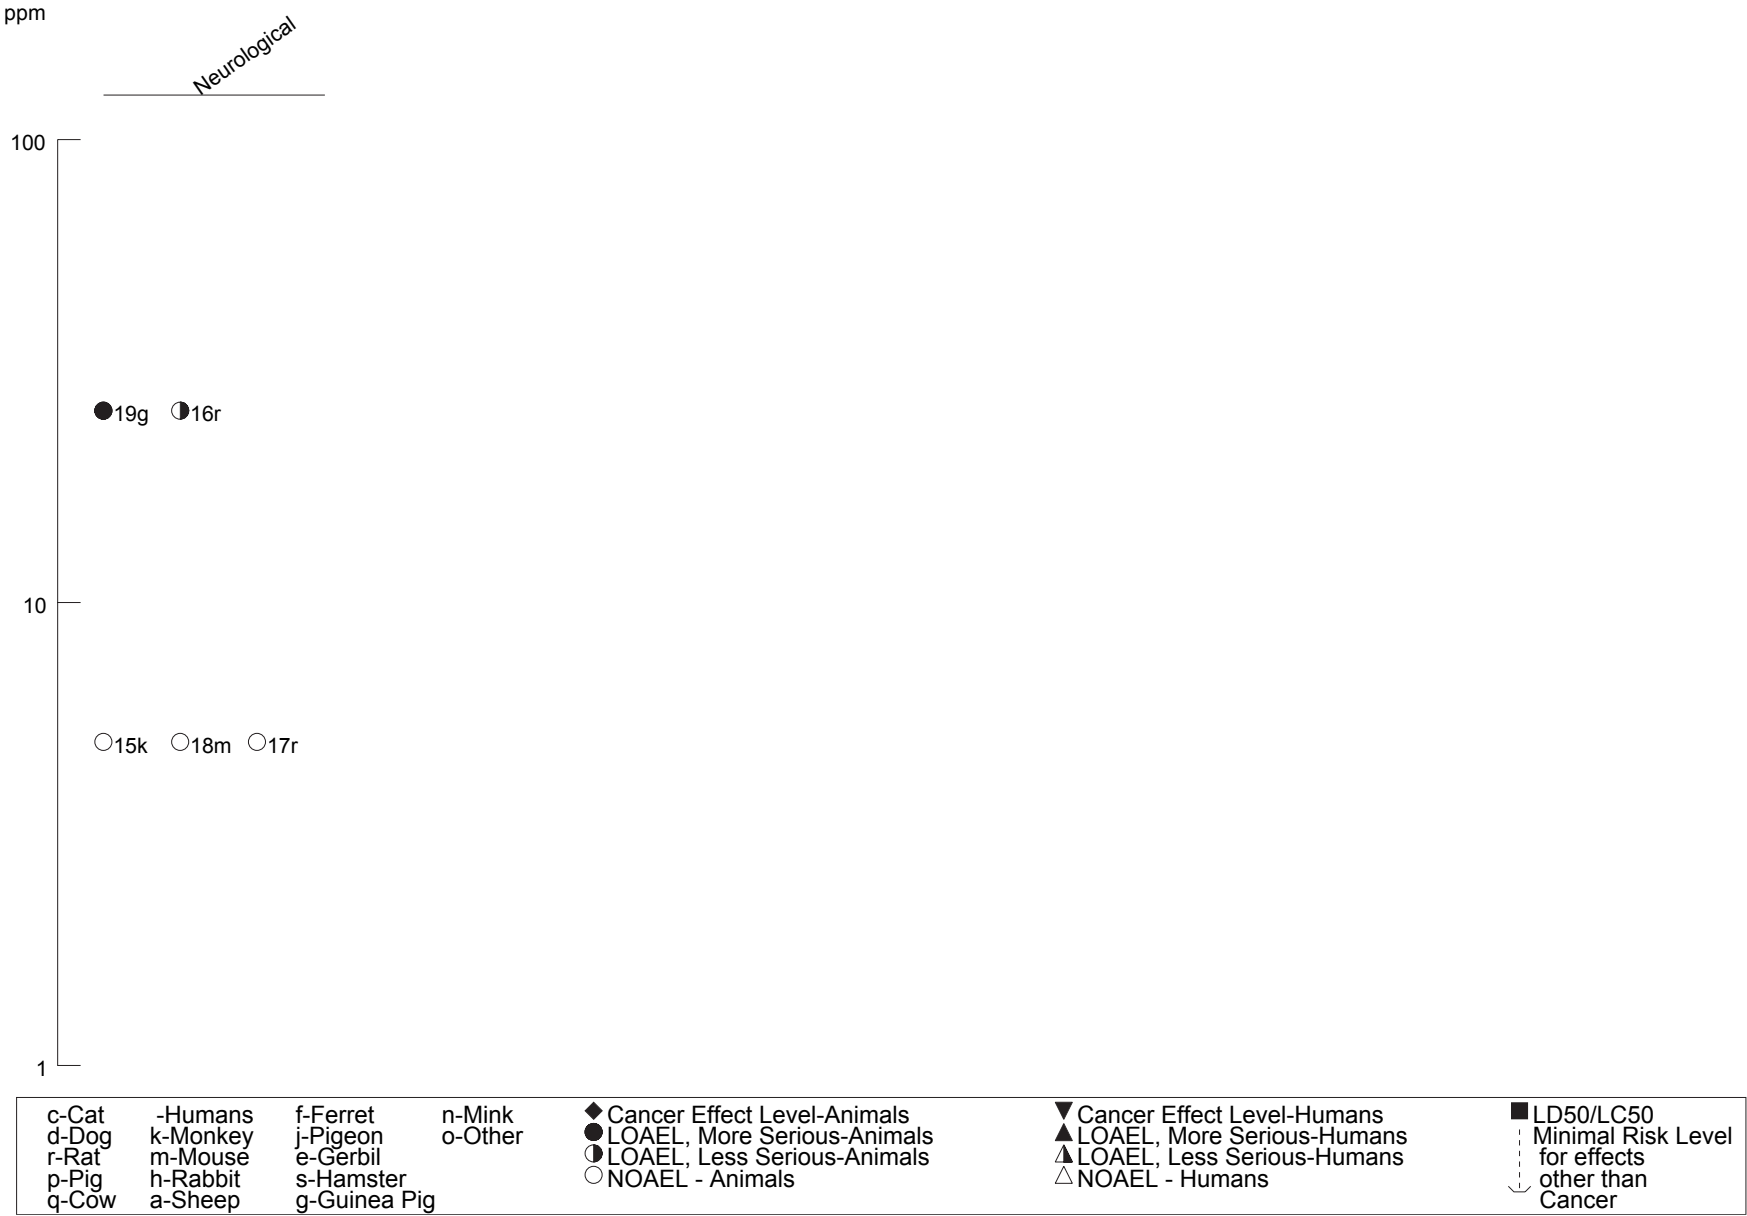 ppm
Neurological
100
19g 16r
10
15k 18m 17r
1
c-Cat -Humans f-Ferret n-Mink
d-Dog k-Monkey j-Pigeon o-Other
r-Rat m-Mouse e-Gerbil
p-Pig h-Rabbit s-Hamster
q-Cow a-Sheep g-Guinea Pig
Cancer Effect Level-Animals
LOAEL, More Serious-Animals
LOAEL, Less Serious-Animals
NOAEL - Animals
Cancer Effect Level-Humans
LOAEL, More Serious-Humans
LOAEL, Less Serious-Humans
NOAEL - Humans
LD50/LC50
Minimal Risk Level
for effects
other than
Cancer